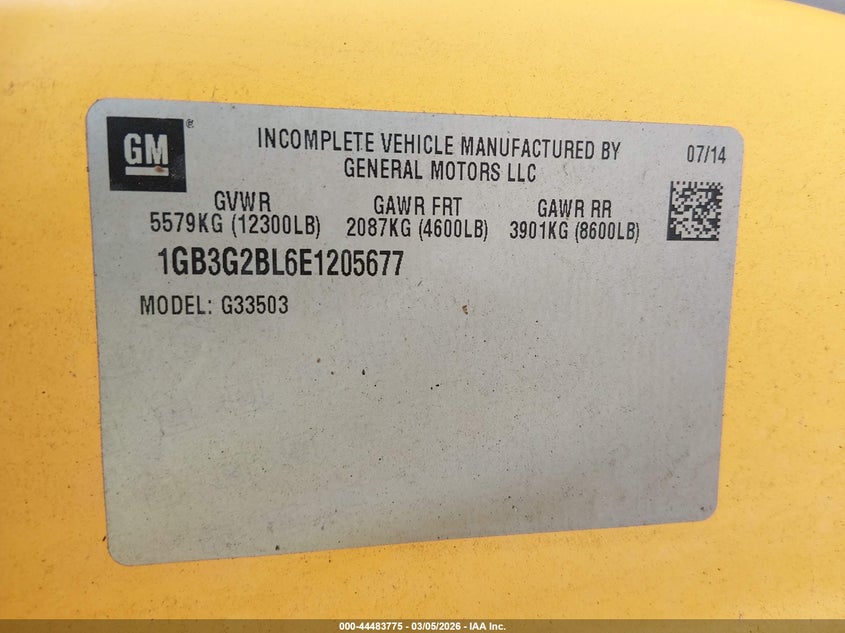 GM ®
INCOMPLETE VEHICLE MANUFACTURED BY
GENERAL MOTORS LLC
07/14
GVWR
5579KG (12300LB)
GAWR FRT
2087KG (4600LB)
GAWR RR
3901KG (8600LB)
1GB3G2BL6E1205677
MODEL: G33503
000-44483775 - 03/05/2026 - IAA Inc.